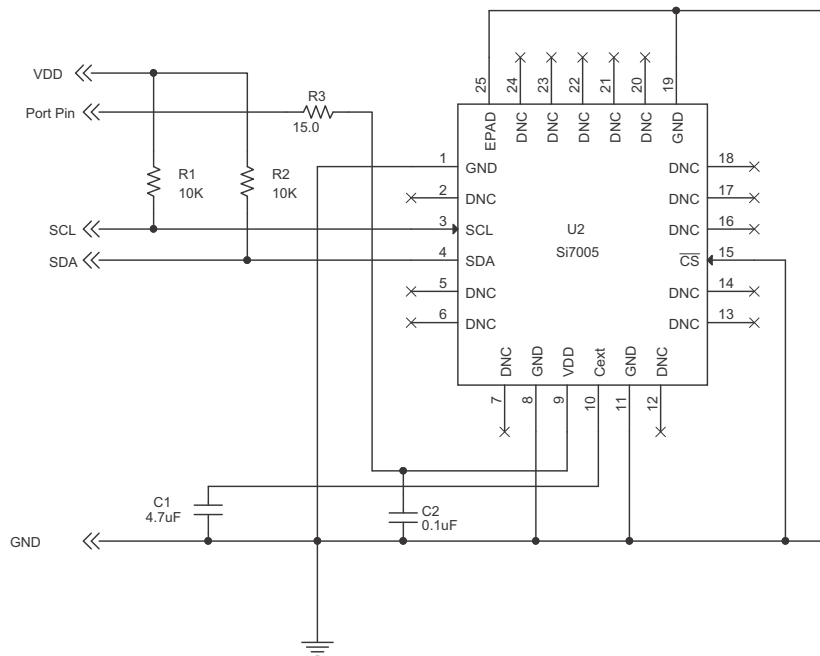 VDD
Port Pin
R3
15.0
R1
10K
R2
10K
SCL
SDA
25
24
23
22
21
20
19
EPAD
DNC
DNC
DNC
DNC
DNC
GND
1
GND
2
DNC
3
SCL
4
SDA
5
DNC
6
DNC
U2
Si7005
DNC
18
DNC
17
DNC
16
CS
15
DNC
14
DNC
13
DNC
GND
VDD
Cext
GND
DNC
7
8
9
10
11
12
C1
4.7uF
C2
0.1uF
GND